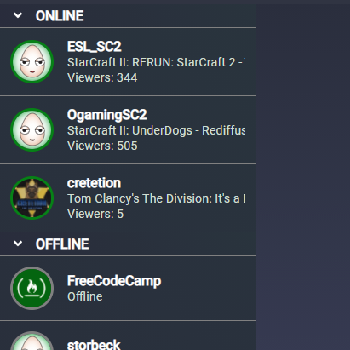 ONLINE
ESL_SC2
StarCraft II: RERUN: StarCraft 2 -
Viewers: 344
OgamingSC2
StarCraft II: UnderDogs - Rediffus
Viewers: 505
cretetion
Tom Clancy's The Division: It's a
Viewers: 5
OFFLINE
FreeCodeCamp
Offline
storbeck